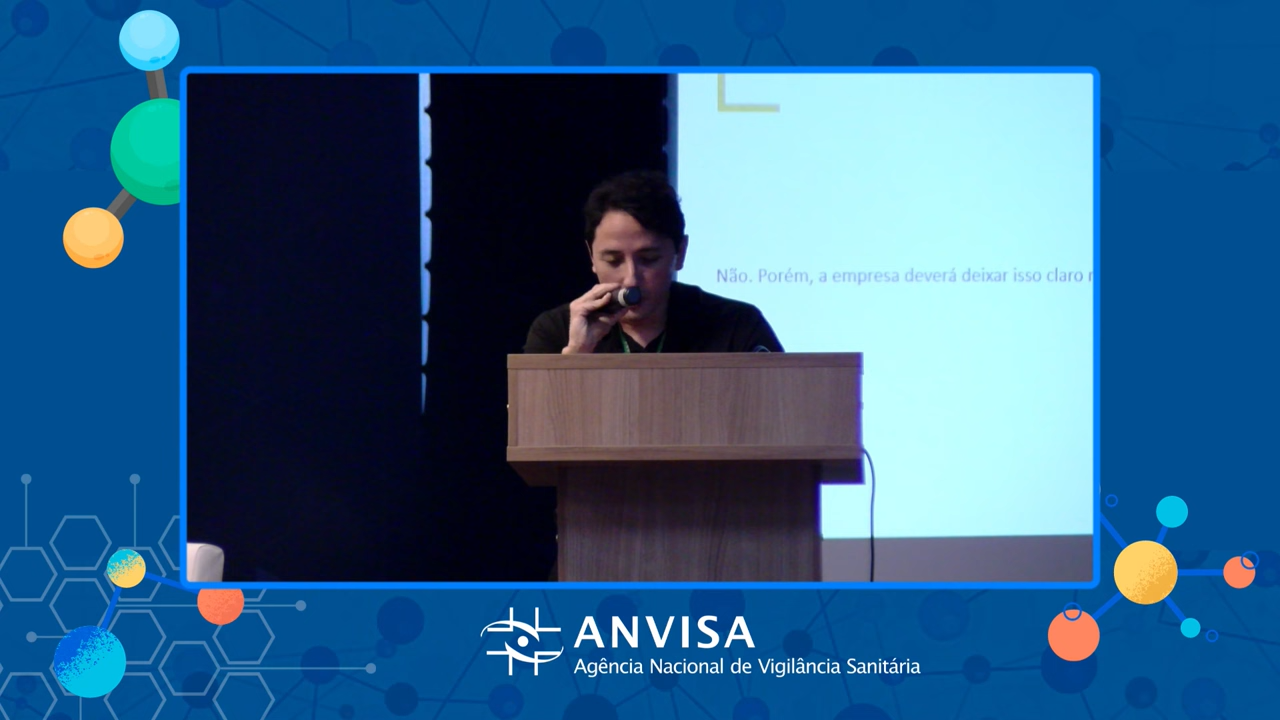 Não. Porém, a empresa deverá deixar isso claro
ANVISA
Agência Nacional de Vigilância Sanitária